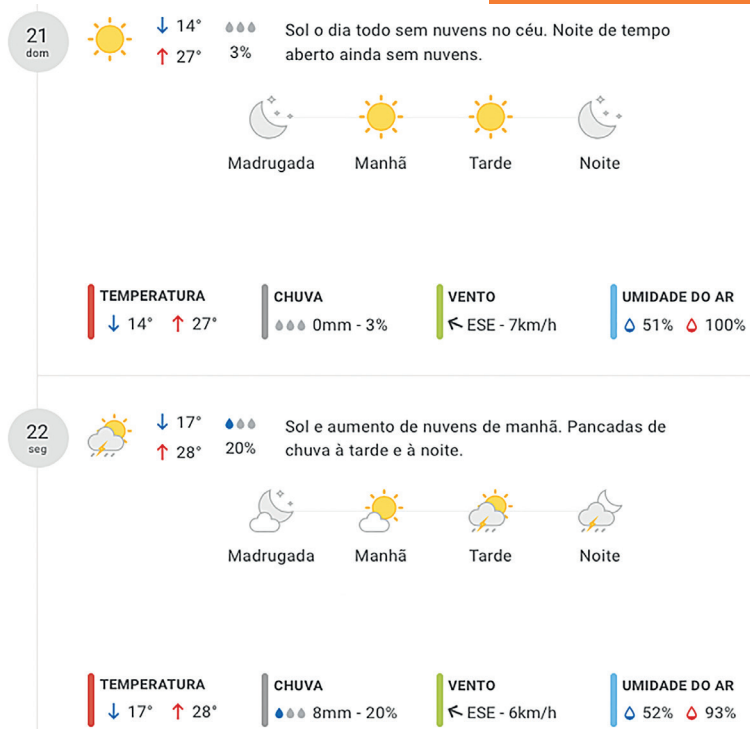 21
dom
↓ 14°
↑ 27°
3%
Sol o dia todo sem nuvens no céu. Noite de tempo
aberto ainda sem nuvens.
Madrugada Manhã Tarde Noite
TEMPERATURA
↓ 14° ↑ 27°
CHUVA
0mm - 3%
VENTO
ESE - 7km/h
UMIDADE DO AR
51% 100%
22
seg
↓ 17°
↑ 28°
20%
Sol e aumento de nuvens de manhã. Pancadas de
chuva à tarde e à noite.
Madrugada Manhã Tarde Noite
TEMPERATURA
↓ 17° ↑ 28°
CHUVA
8mm - 20%
VENTO
ESE - 6km/h
UMIDADE DO AR
52% 93%